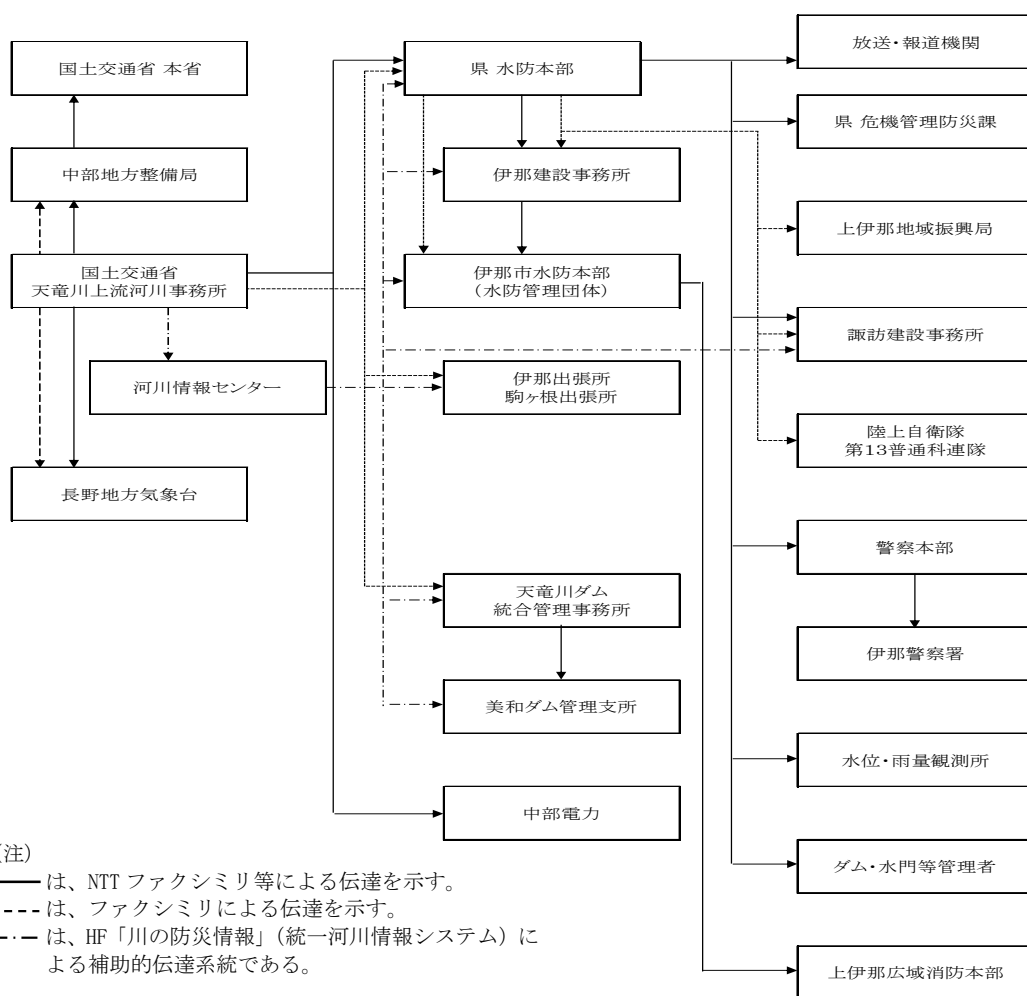 国土交通省 本省
中部地方整備局
国土交通省
天竜川上流河川事務所
河川情報センター
長野地方気象台
県 水防本部
伊那建設事務所
伊那市水防本部
(水防管理団体)
伊那出張所
駒ヶ根出張所
天竜川ダム
統合管理事務所
美和ダム管理支所
中部電力
放送・報道機関
県 危機管理防災課
上伊那地域振興局
諏訪建設事務所
陸上自衛隊
第13普通科連隊
警察本部
伊那警察署
水位・雨量観測所
ダム・水門等管理者
上伊那広域消防本部
(注)
は、NTT ファクシミリ等による伝達を示す。
は、ファクシミリによる伝達を示す。
は、HF「川の防災情報」(統一河川情報システム)に
よる補助的伝達系統である。